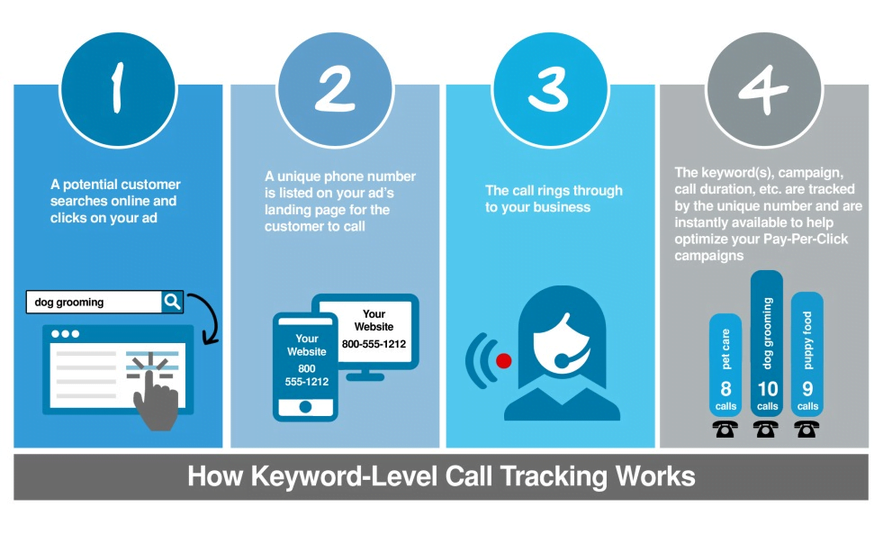 1
A potential customer
searches online and
clicks on your ad
dog grooming
2
A unique phone number
is listed on your ad's
landing page for the
customer to call
Your
Website
800
555-1212
Your
Website
800-555-1212
3
The call rings through
to your business
4
The keyword(s), campaign,
call duration, etc. are tracked
by the unique number and are
instantly available to help
optimize your Pay-Per-Click
campaigns
pet care
8
calls
dog grooming
10
calls
puppy food
9
calls
How Keyword-Level Call Tracking Works